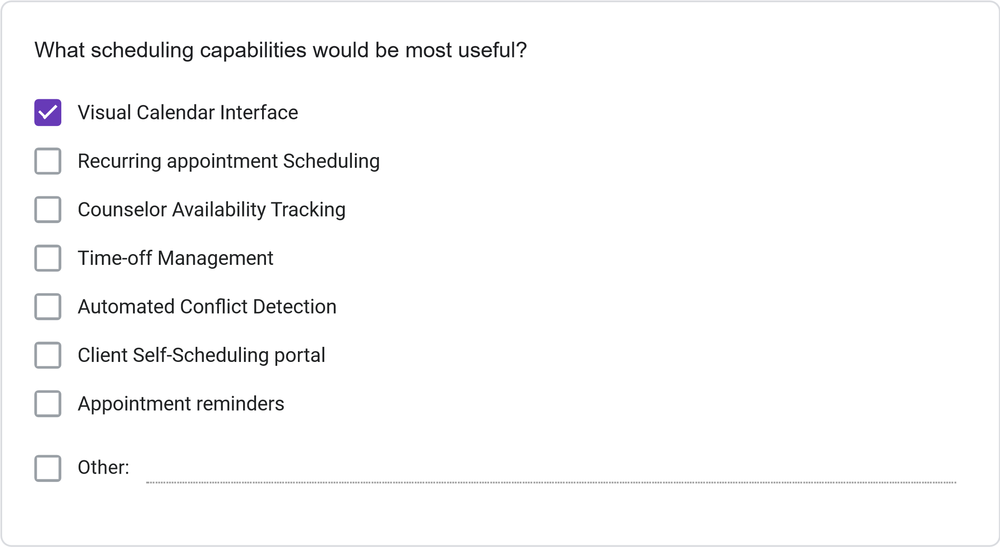 What scheduling capabilities would be most useful?
Visual Calendar Interface
Recurring appointment Scheduling
Counselor Availability Tracking
Time-off Management
Automated Conflict Detection
Client Self-Scheduling portal
Appointment reminders
Other: